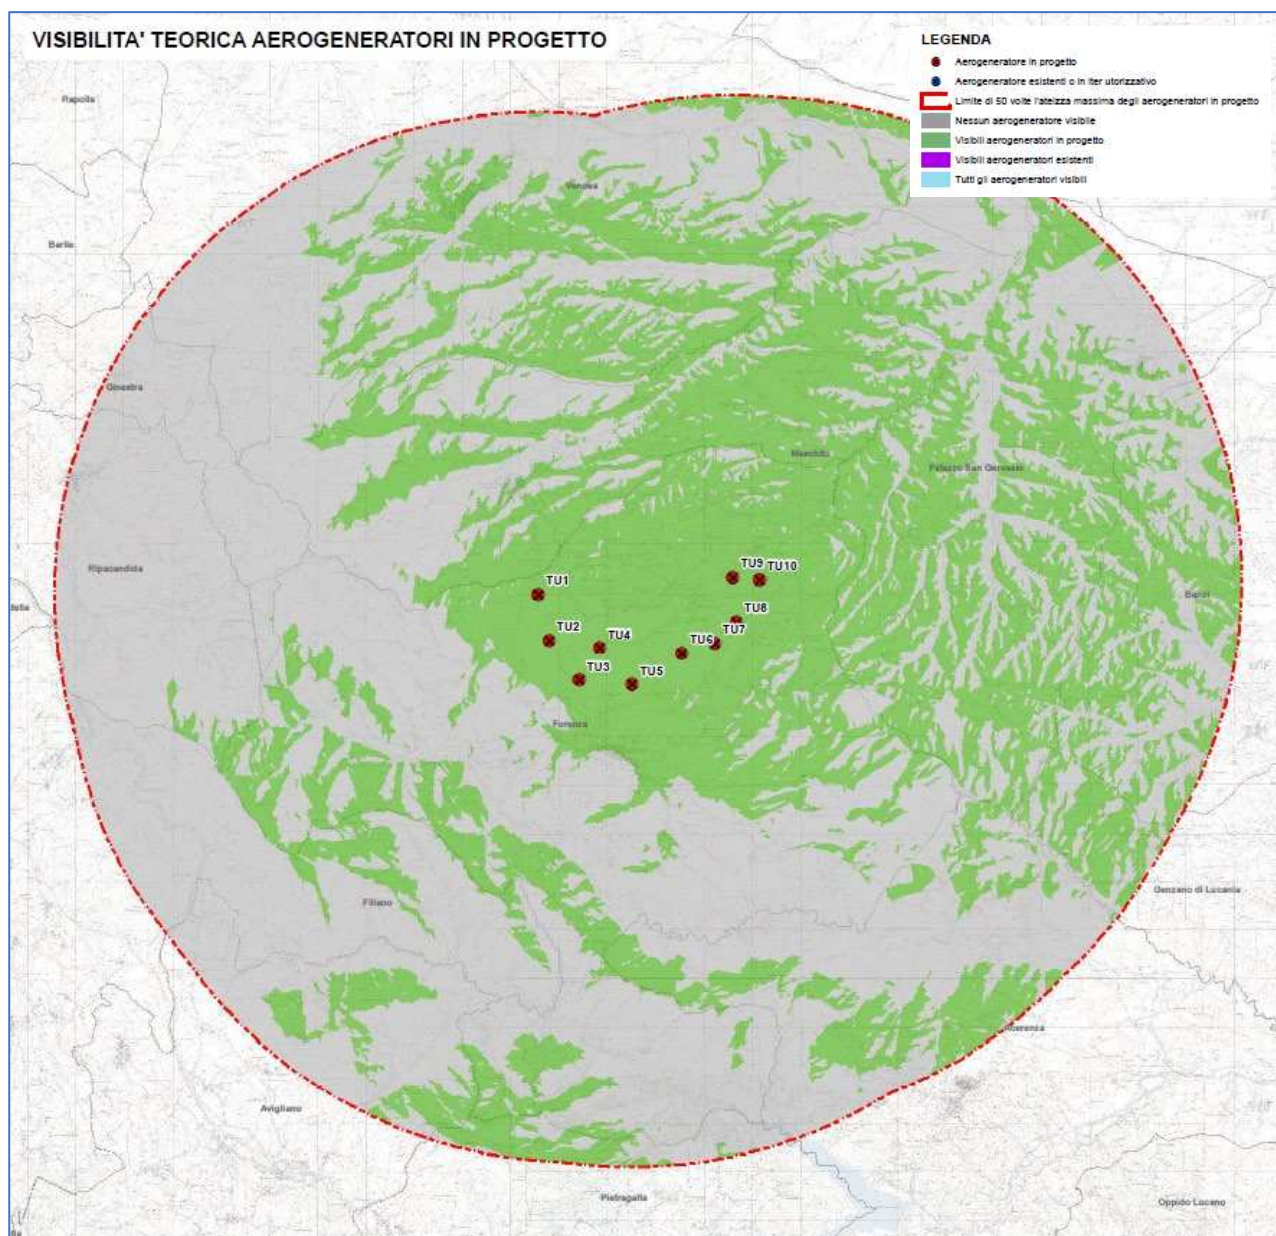 VISIBILITA' TEORICA AEROGENERATORI IN PROGETTO
LEGENDA
Aerogeneratore in progetto
Aerogeneratore esistenti o in iter utorizzativo
Limite di 50 volte l'ateizza massima degli aerogeneratori in progetto
Nessun aerogeneratore visibile
Visibili aerogeneratori in progetto
Visibili aerogeneratori esistenti
Tutti gli aerogeneratori visibili
Rapolla
Venosa
Barile
Ginestra
Maschito
Palazzo San Gervasio
Ripacandida
TU9
TU10
TU1
Banzi
TU8
TU2
TU4
TU6
TU7
TU3
TU5
Forenza
Genzano di Lucania
Filiano
Acerenza
Avigliano
Pietragalla
Oppido Lucano